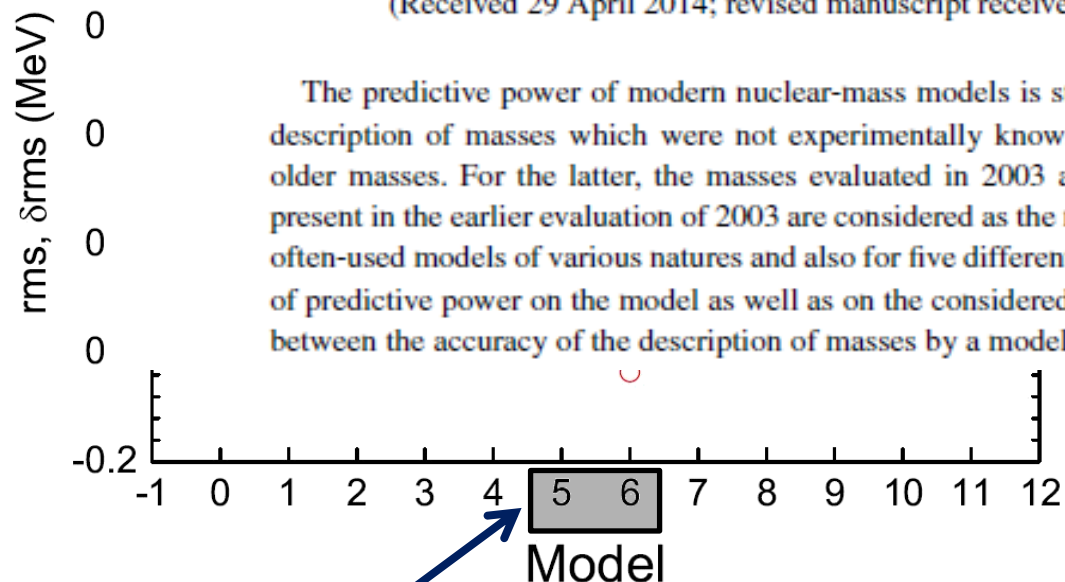 (Received 29 April 2014; revised manuscript
The predictive power of modern nuclear-mass models is
description of masses which were not experimentally
older masses. For the latter, the masses evaluated in 2003
present in the earlier evaluation of 2003 are considered as the
often-used models of various natures and also for five
of predictive power on the model as well as on the considered
between the accuracy of the description of masses by a model
rms, δrms (MeV)
0
0
0
0
-0.2
-1 0 1 2 3 4 5 6 7 8 9 10 11 12
Model